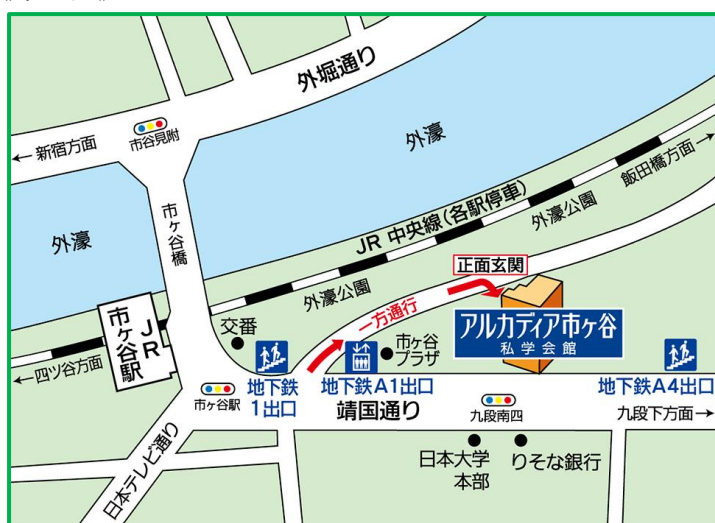 外堀通り
市谷見附
←新宿方面
外濠
飯田橋方面→
市ヶ谷橋
外濠
JR 中央線(各駅停車)
外濠公園
正面玄関
外濠公園
一方通行
アルカディア市ヶ谷
私学会館
JR
市ヶ谷駅
交番
市ヶ谷
プラザ
←四ツ谷方面
地下鉄
1出口
地下鉄A1出口
地下鉄A4出口
市ヶ谷駅
靖国通り
九段南四
九段下方面→
日本テレビ通り
日本大学
本部
りそな銀行